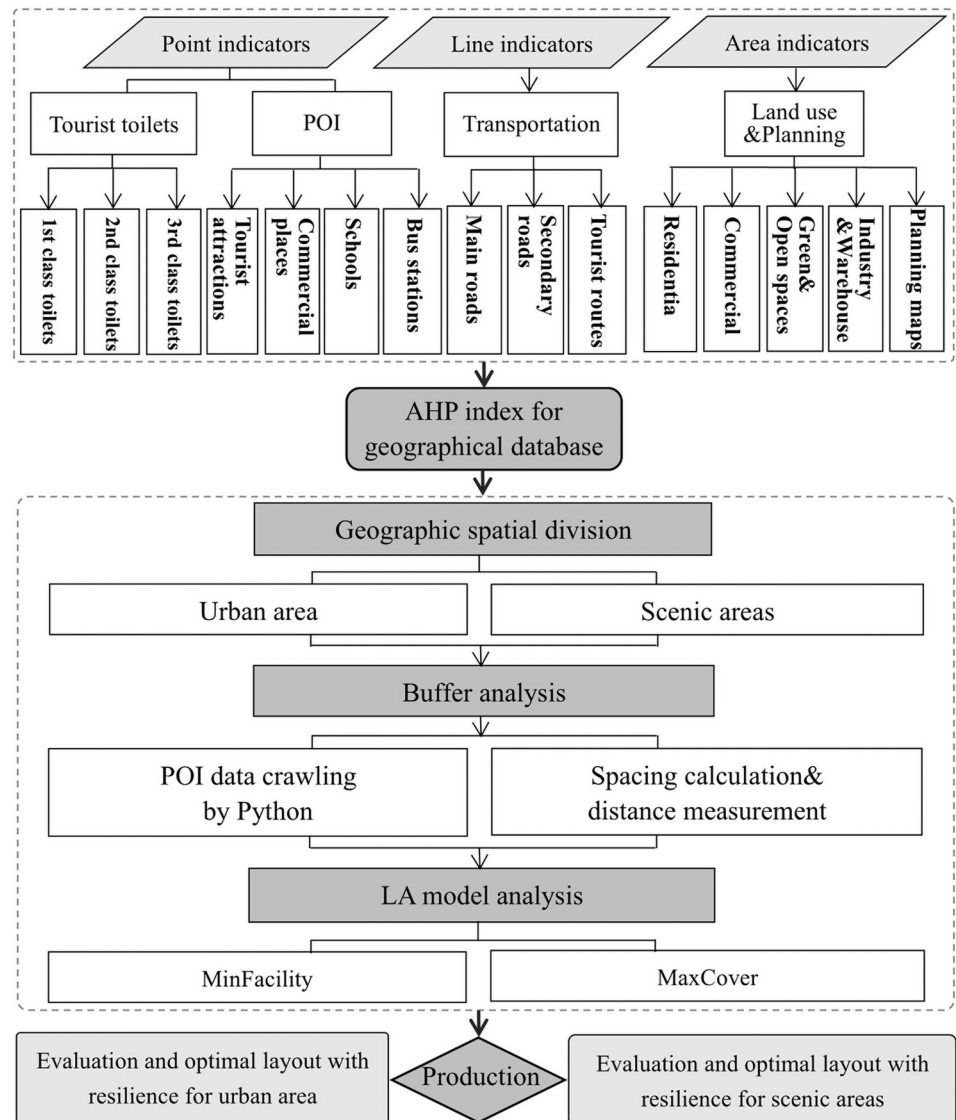 Point indicators
Line indicators
Area indicators
Tourist toilets
POI
Transportation
Land use
&Planning
1st class toilets
2nd class toilets
3rd class toilets
Tourist
attractions
Commercial
places
Schools
Bus stations
Main roads
Secondary
roads
Tourist routes
Residentia
Commercial
Green&
Open spaces
Industry
&Warehouse
Planning maps
AHP index for
geographical database
Geographic spatial division
Urban area
Scenic areas
Buffer analysis
POI data crawling
by Python
Spacing calculation&
distance measurement
LA model analysis
MinFacility
MaxCover
Evaluation and optimal layout with
resilience for urban area
Production
Evaluation and optimal layout with
resilience for scenic areas